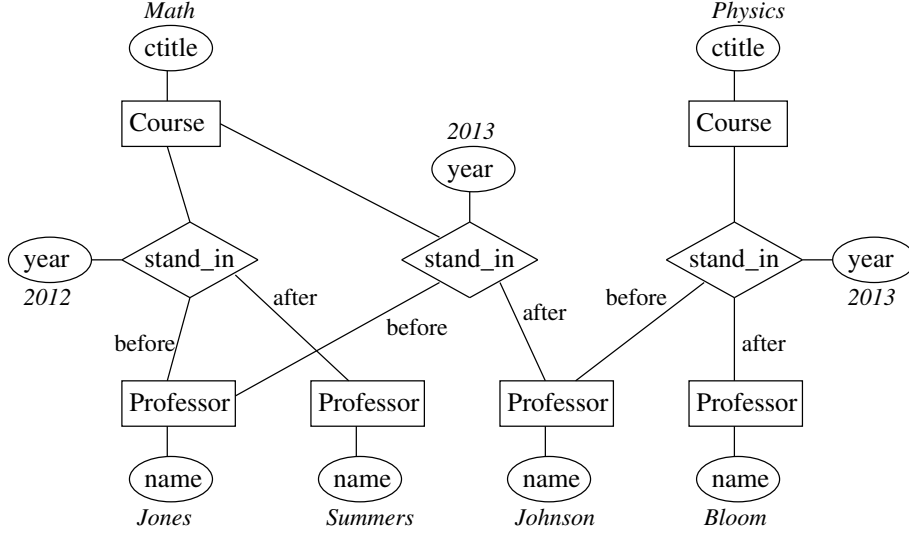 Math Physics
ctitle ctitle
Course Course
2013
year
year stand_in stand_in stand_in year
2012 2013
after before
before before after after
Professor Professor Professor Professor
name name name name
Jones Summers Johnson Bloom